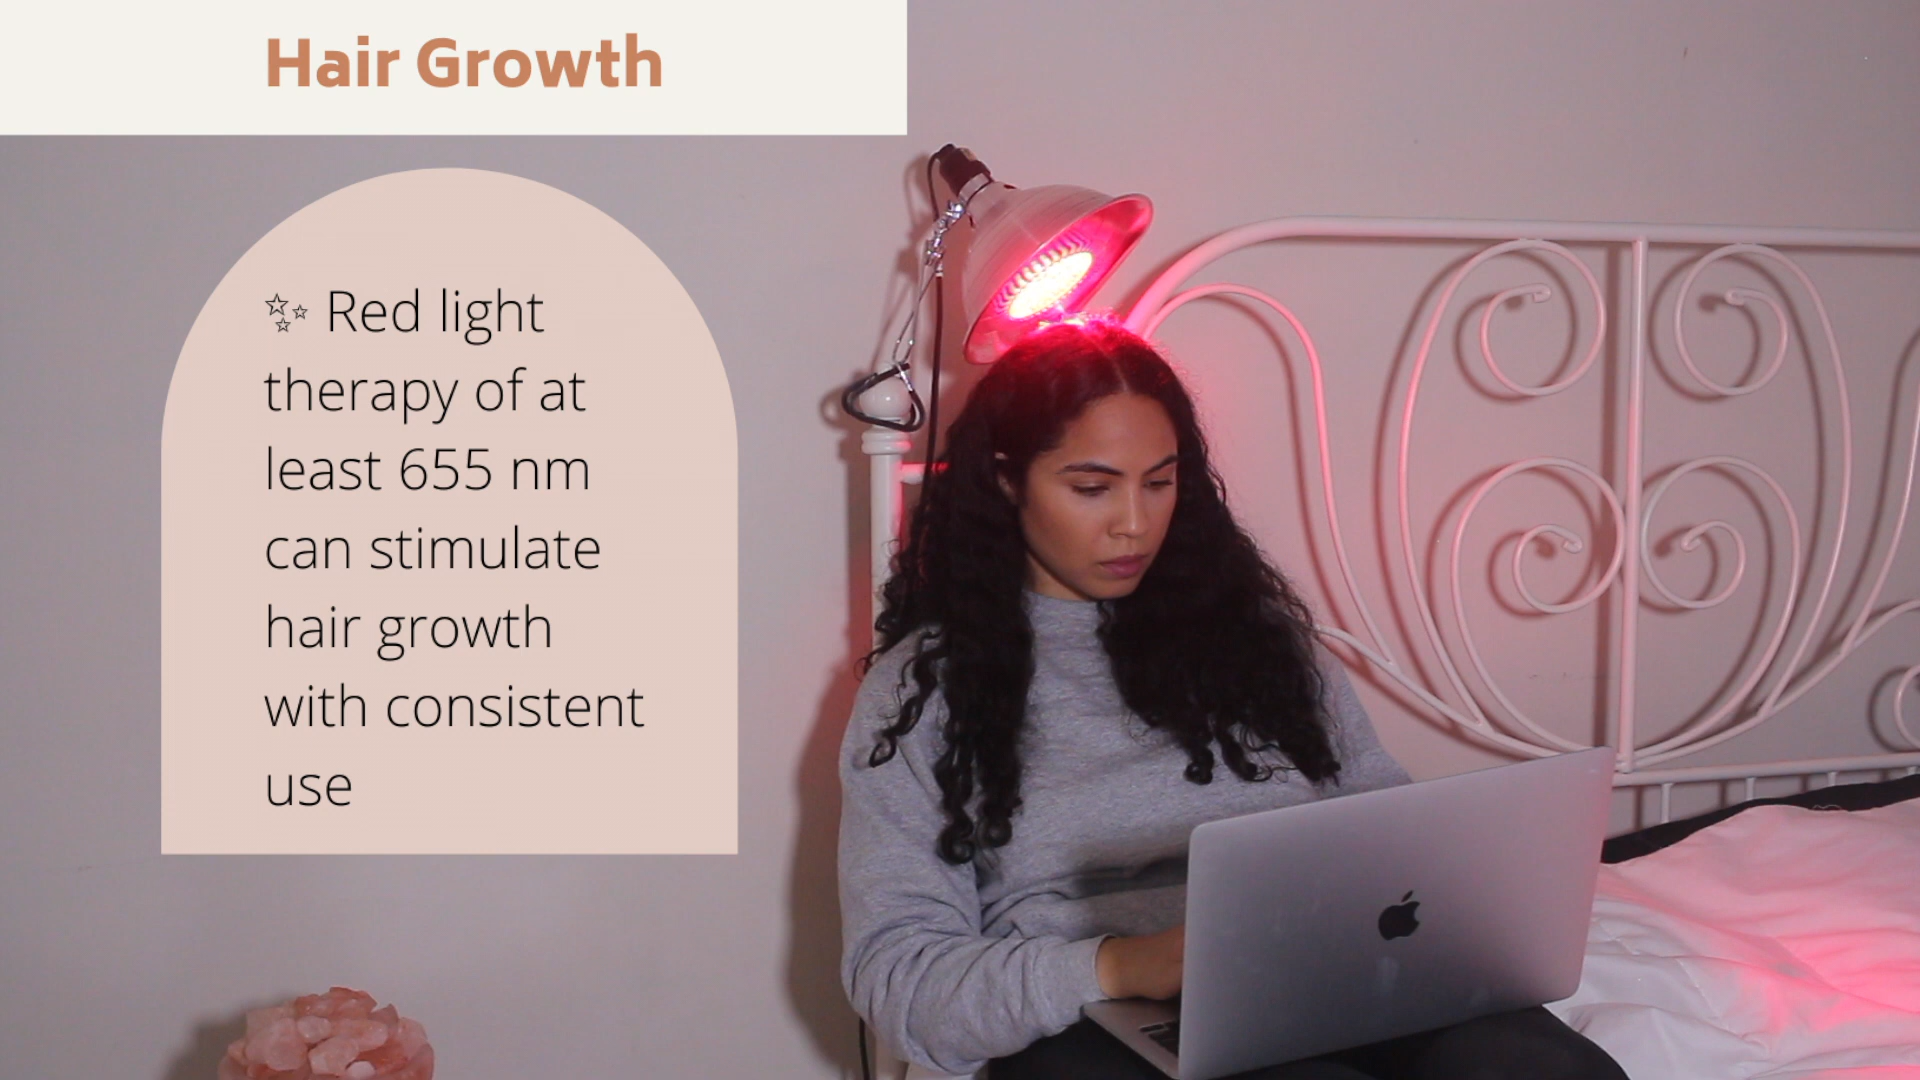 Hair Growth
✨ Red light
therapy of at
least 655 nm
can stimulate
hair growth
with consistent
use